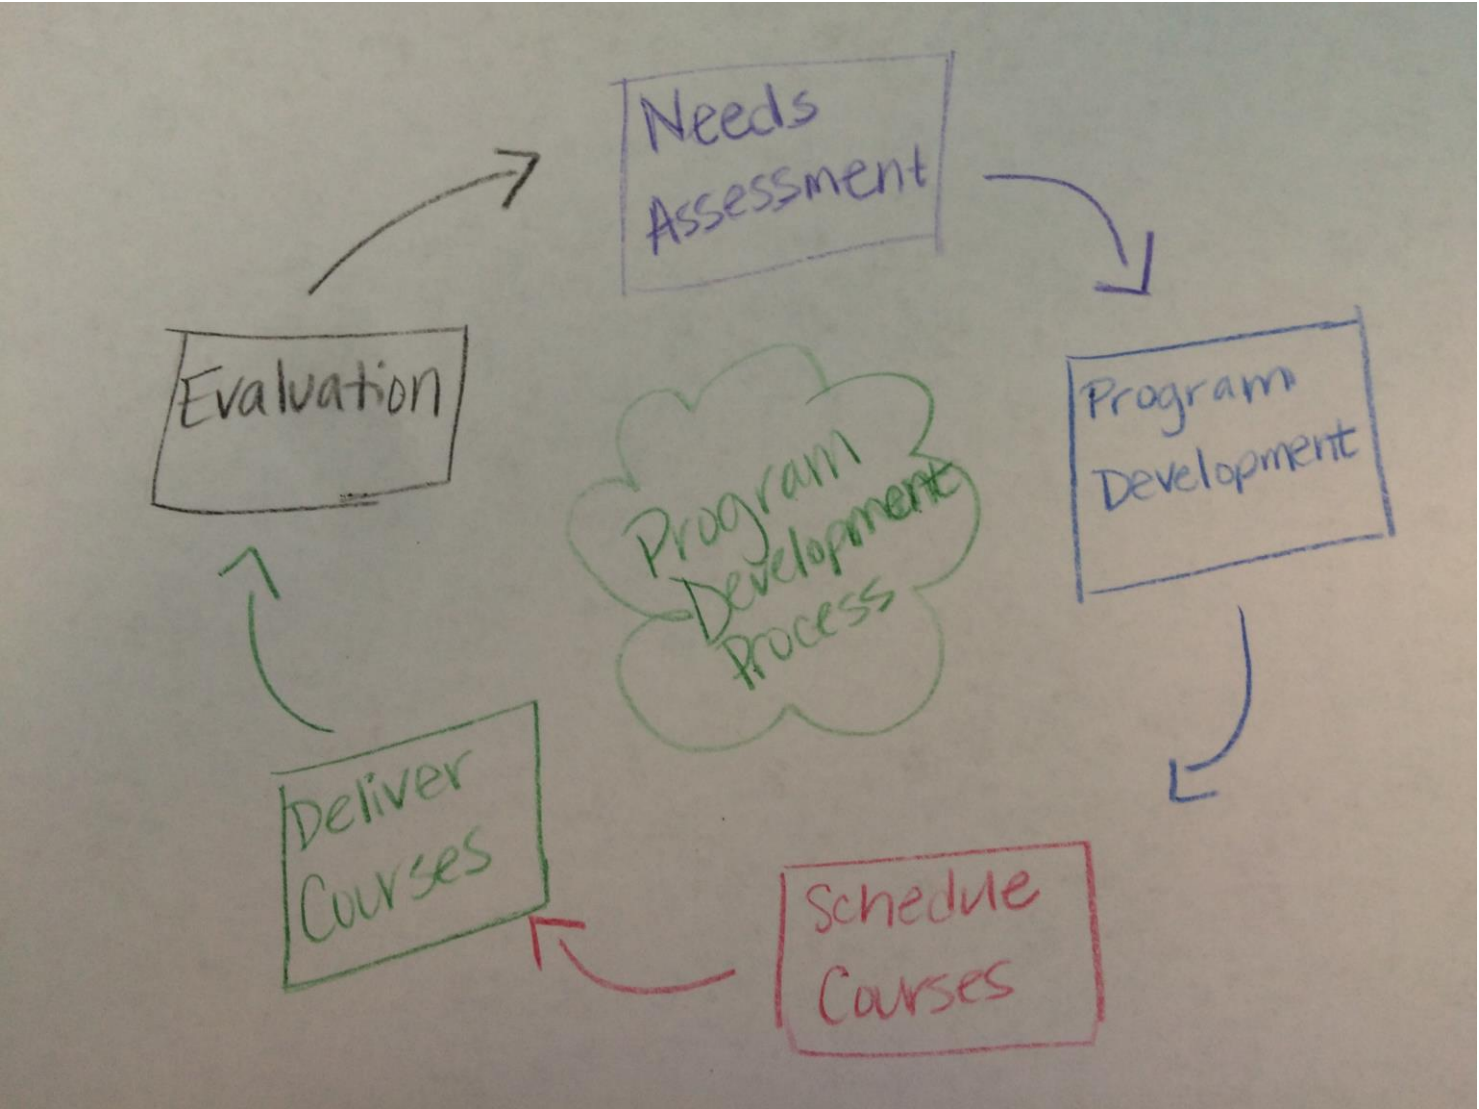 Needs
Assessment
Program
Development
Schedule
Courses
Deliver
Courses
Evaluation
Program
Development
Process